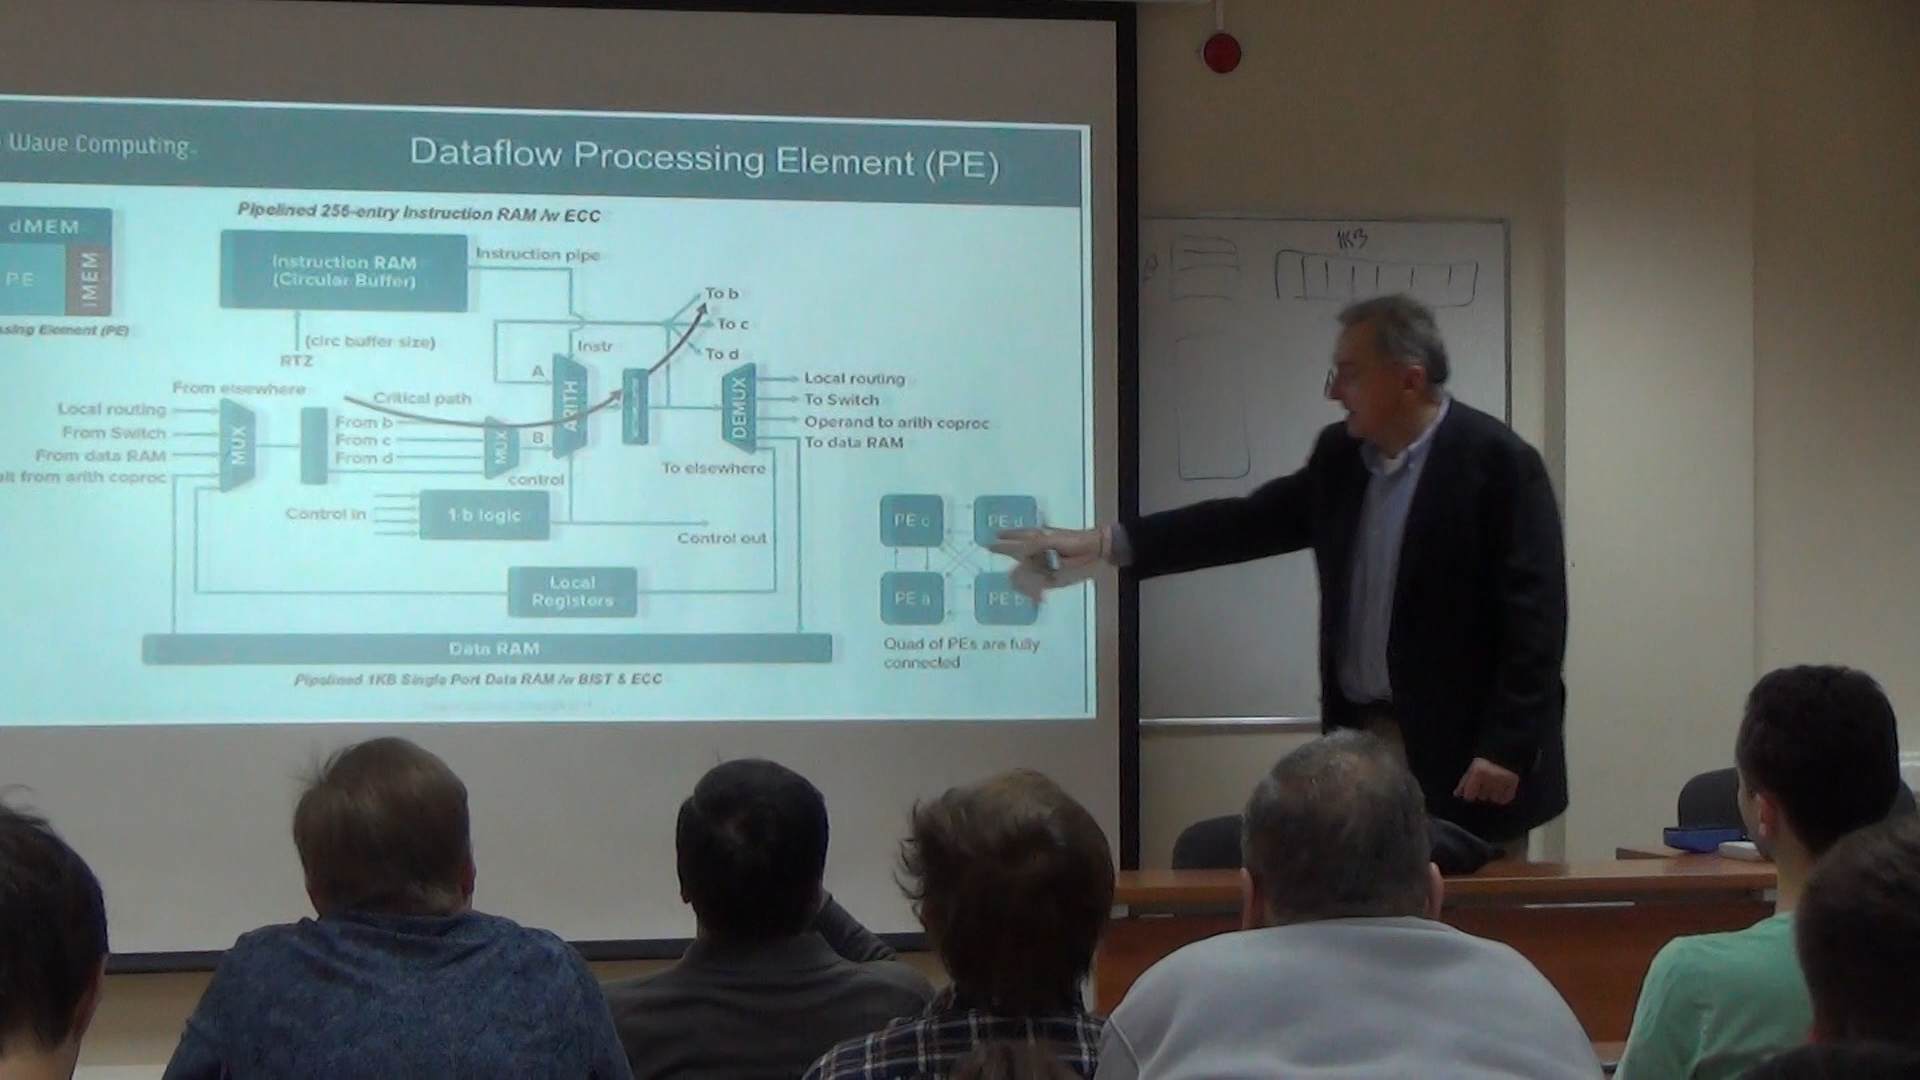 Wave Computing
Dataflow Processing Element (PE)
dMEM
PE
IMEM
Element (PE)
Pipelined 256-entry Instruction RAM /w ECC
Instruction RAM
(Circular Buffer)
Instruction pipe
(circ buffer size)
RTZ
Instr
To b
To c
To d
A
ARITH
B
From elsewhere
Critical path
Local routing
From Switch
From data RAM
from arith coproc
MUX
From b
From c
From d
MUX
DEMUX
Local routing
To Switch
Operand to arith coproc
To data RAM
To elsewhere
control
Control in
1-b logic
Control out
Local
Registers
Data RAM
Pipelined 1KB Single Port Data RAM /w BIST & ECC
PE c
PE d
PE a
PE b
Quad of PEs are fully
connected
1KB